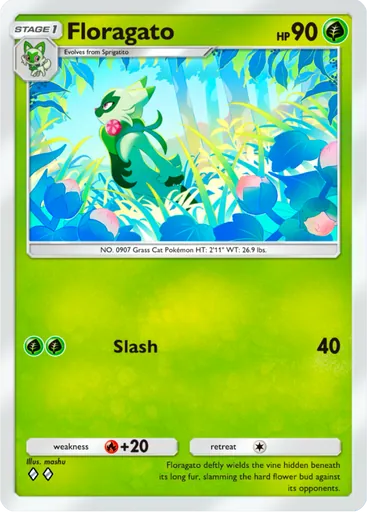 STAGE 1
Floragato
HP 90
Evolves from Sprigatito
NO. 0907 Grass Cat Pokémon HT: 2'11" WT: 26.9 lbs.
Slash 40
weakness +20 retreat
Illus. mashu
Floragato deftly wields the vine hidden beneath
its long fur, slamming the hard flower bud against
its opponents.